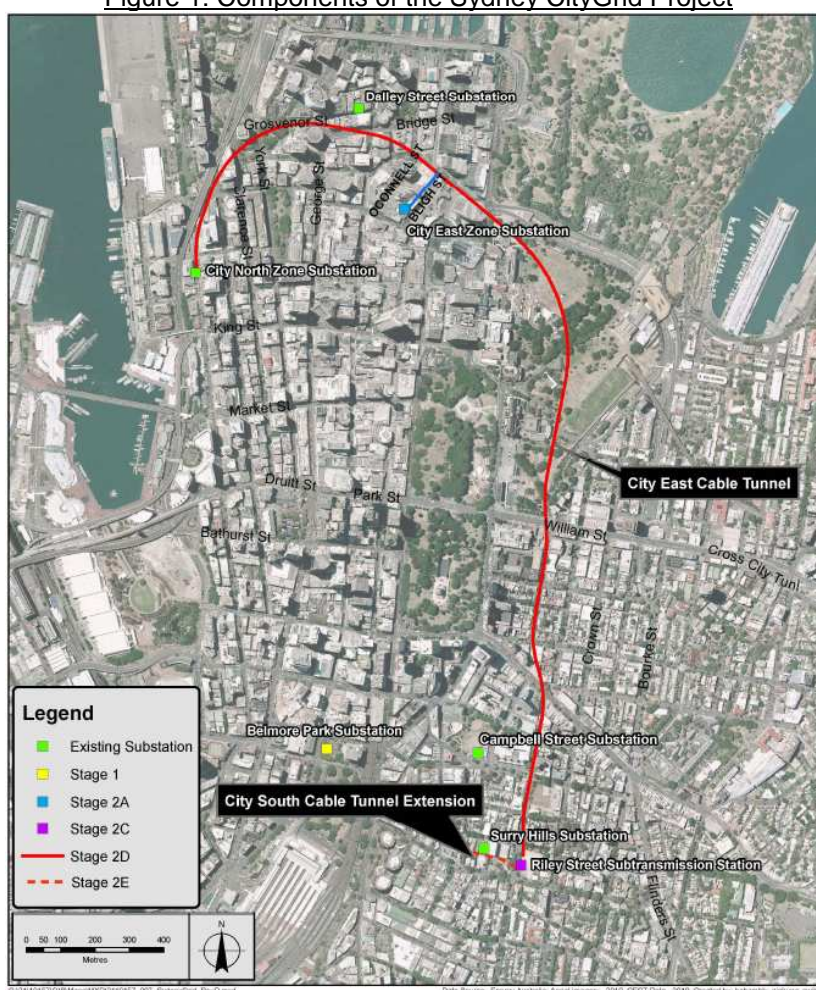 Figure 1: Components of the Sydney CityGrid Project
Dalley Street Substation
Grosvenor St
Bridge St
York St
Clarence St
George St
OCONNELL ST
BLIGH ST
City East Zone Substation
City North Zone Substation
King St
Market St
Druitt St
Park St
Bathurst St
City East Cable Tunnel
William St
Cross City Tunl
Crown St
Bourke St
Legend
Existing Substation
Stage 1
Stage 2A
Stage 2C
Stage 2D
Stage 2E
Belmore Park Substation
Campbell Street Substation
City South Cable Tunnel Extension
Surry Hills Substation
Riley Street Subtransmission Station
Flinders St
0 50 100 200 300 400
Metres
N